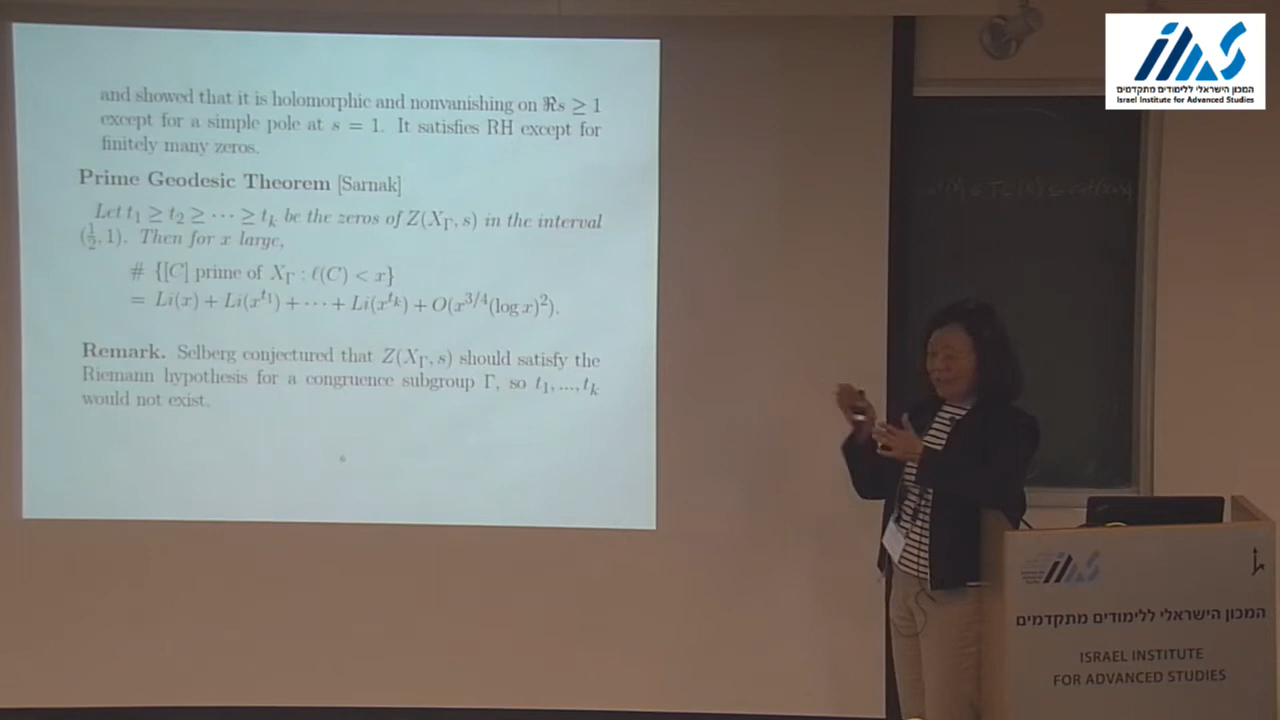 and showed that it is holomorphic and nonvanishing on ℜs ≥ 1
except for a simple pole at s = 1. It satisfies RH except for
finitely many zeros.
Prime Geodesic Theorem [Sarnak]
Let t₁ ≥ t₂ ≥ ⋯ ≥ tₖ be the zeros of Z(X_Γ, s) in the interval
(1/2, 1). Then for x large,
# {[C] prime of X_Γ : ℓ(C) < x}
= Li(x) + Li(x^{t₁}) + ⋯ + Li(x^{tₖ}) + O(x^{3/4}(log x)²).
Remark. Selberg conjectured that Z(X_Γ, s) should satisfy the
Riemann hypothesis for a congruence subgroup Γ, so t₁, ..., tₖ
would not exist.
6
המכון הישראלי ללימודים מתקדמים
Israel Institute for Advanced Studies
המכון הישראלי ללימודים מתקדמים
ISRAEL INSTITUTE
FOR ADVANCED STUDIES